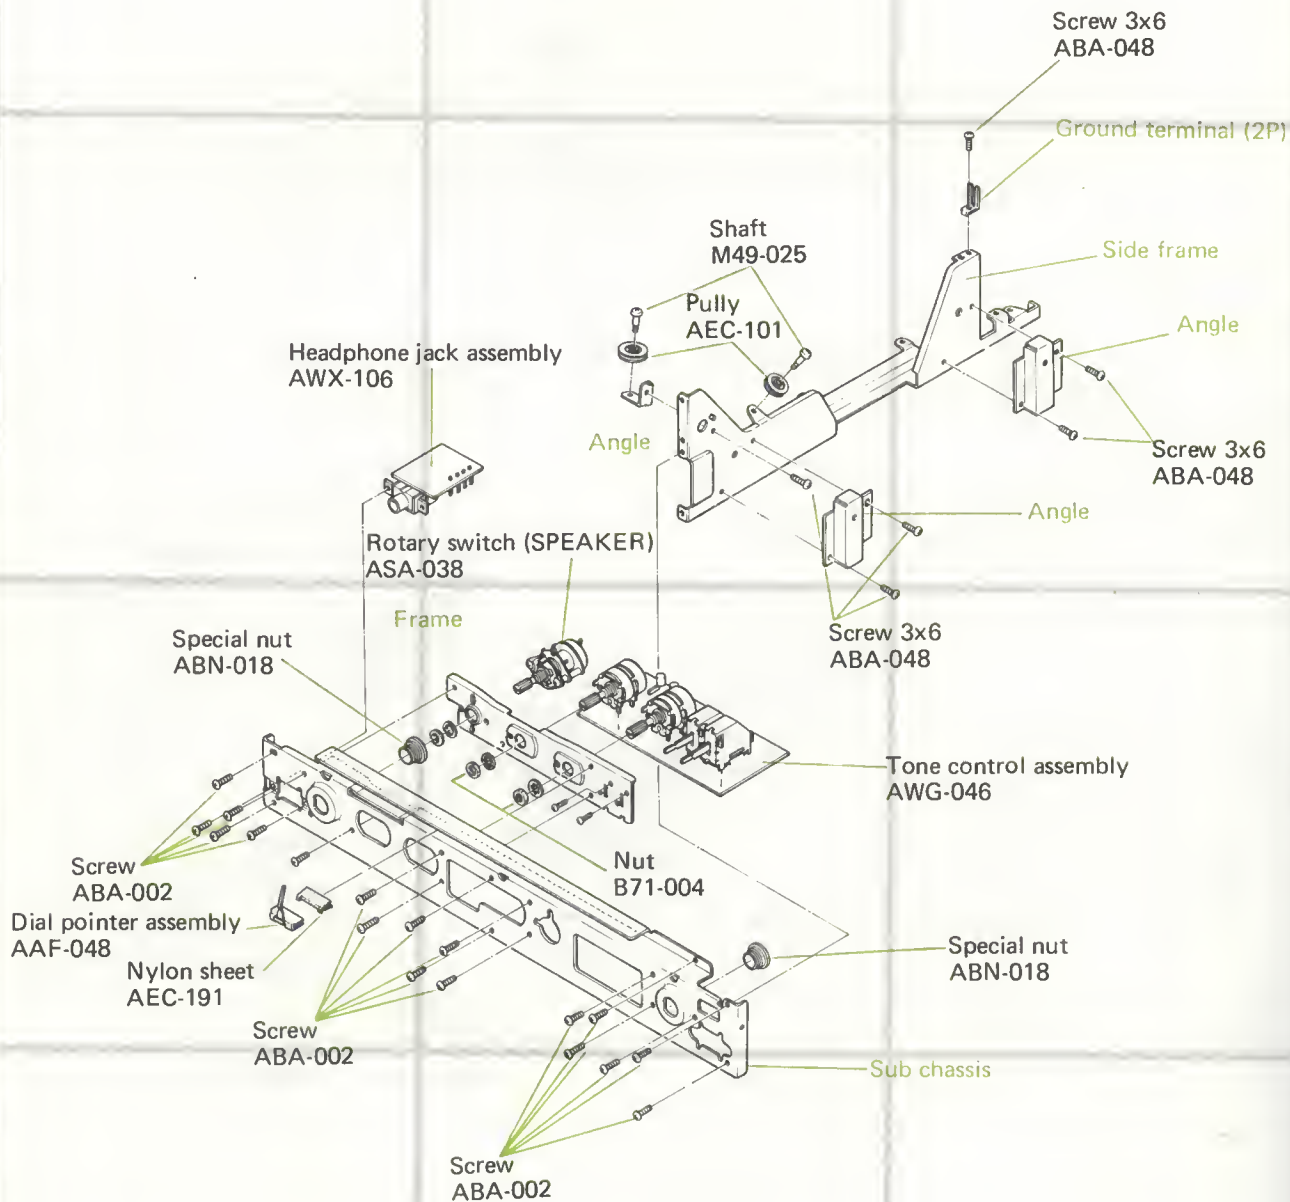 Screw 3x6
ABA-048
Ground terminal (2P)
Shaft
M49-025
Side frame
Pully
AEC-101
Angle
Headphone jack assembly
AWX-106
Angle
Screw 3x6
ABA-048
Angle
Rotary switch (SPEAKER)
ASA-038
Frame
Special nut
ABN-018
Screw 3x6
ABA-048
Tone control assembly
AWG-046
Nut
B71-004
Screw
ABA-002
Dial pointer assembly
AAF-048
Nylon sheet
AEC-191
Special nut
ABN-018
Screw
ABA-002
Sub chassis
Screw
ABA-002